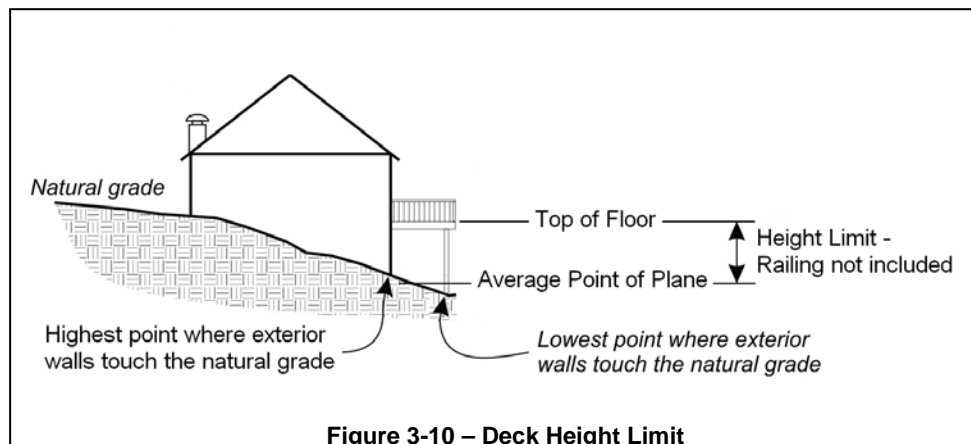 Natural grade
Top of Floor
Height Limit -
Railing not included
Average Point of Plane
Highest point where exterior
walls touch the natural grade
Lowest point where exterior
walls touch the natural grade
Figure 3-10 – Deck Height Limit